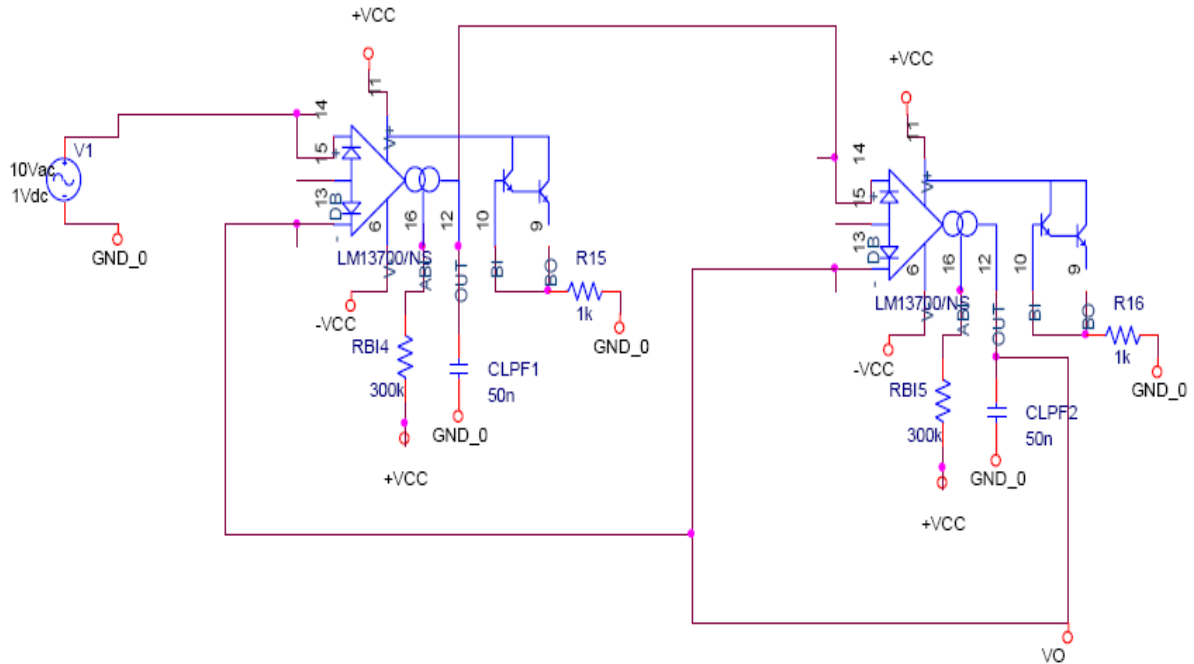 +VCC
11
14
V+
15
+
V1
10Vac
1Vdc
13
DB
-
6
16
12
10
9
GND_0
LM13700/NS
V-
ABI
OUT
BI
BO
R15
1k
GND_0
-VCC
RBI4
300k
CLPF1
50n
GND_0
+VCC
+VCC
11
14
V+
15
+
13
DB
-
6
16
12
10
9
LM13700/NS
V-
ABI
OUT
BI
BO
R16
1k
GND_0
-VCC
RBI5
300k
CLPF2
50n
GND_0
+VCC
VO